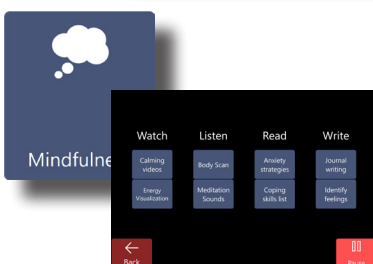 Mindfulne
Watch Listen Read Write
Calming
videos
Body Scan
Anxiety
strategies
Journal
writing
Energy
Visualization
Meditation
Sounds
Coping
skills list
Identify
feelings
Back
Pause